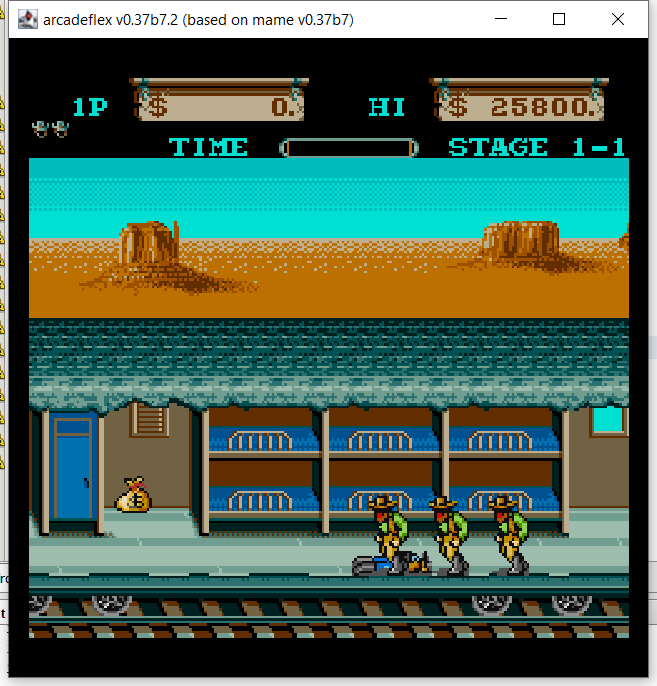 arcadeflex v0.37b7.2 (based on mame v0.37b7)
1P $ 0. HI $ 25800.
TIME STAGE 1-1